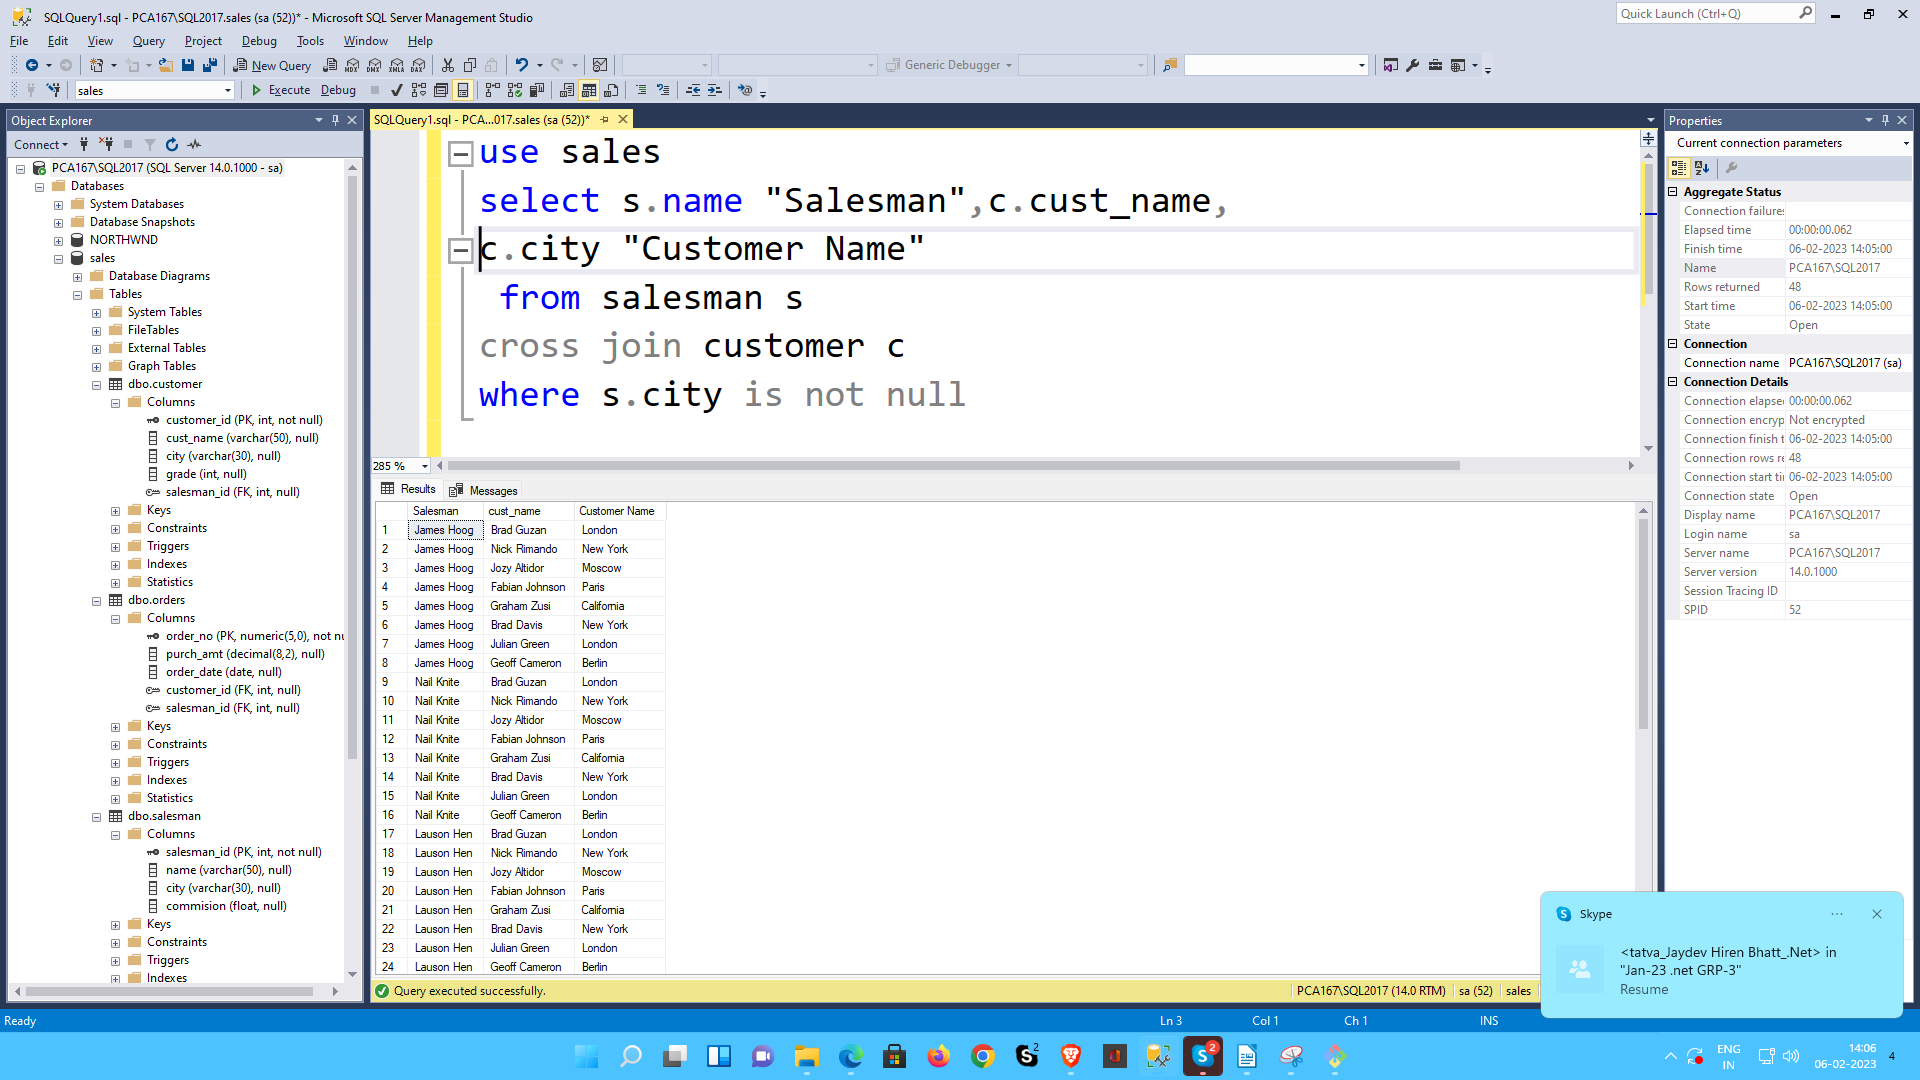 SQLQuery1.sql - PCA167\SQL2017.sales (sa (52))* - Microsoft SQL Server Management Studio
Quick Launch (Ctrl+Q)
File Edit View Query Project Debug Tools Window Help
New Query
Generic Debugger
sales
Execute Debug
Object Explorer
Connect
PCA167\SQL2017 (SQL Server 14.0.1000 - sa)
Databases
System Databases
Database Snapshots
NORTHWND
sales
Database Diagrams
Tables
System Tables
FileTables
External Tables
Graph Tables
dbo.customer
Columns
customer_id (PK, int, not null)
cust_name (varchar(50), null)
city (varchar(30), null)
grade (int, null)
salesman_id (FK, int, null)
Keys
Constraints
Triggers
Indexes
Statistics
dbo.orders
Columns
order_no (PK, numeric(5,0), not nu
purch_amt (decimal(8,2), null)
order_date (date, null)
customer_id (FK, int, null)
salesman_id (FK, int, null)
Keys
Constraints
Triggers
Indexes
Statistics
dbo.salesman
Columns
salesman_id (PK, int, not null)
name (varchar(50), null)
city (varchar(30), null)
commision (float, null)
Keys
Constraints
Triggers
Indexes
SQLQuery1.sql - PCA...017.sales (sa (52))*
use sales
select s.name "Salesman",c.cust_name,
c.city "Customer Name"
from salesman s
cross join customer c
where s.city is not null
285 %
Results Messages
Salesman cust_name Customer Name
1 James Hoog Brad Guzan London
2 James Hoog Nick Rimando New York
3 James Hoog Jozy Altidor Moscow
4 James Hoog Fabian Johnson Paris
5 James Hoog Graham Zusi California
6 James Hoog Brad Davis New York
7 James Hoog Julian Green London
8 James Hoog Geoff Cameron Berlin
9 Nail Knite Brad Guzan London
10 Nail Knite Nick Rimando New York
11 Nail Knite Jozy Altidor Moscow
12 Nail Knite Fabian Johnson Paris
13 Nail Knite Graham Zusi California
14 Nail Knite Brad Davis New York
15 Nail Knite Julian Green London
16 Nail Knite Geoff Cameron Berlin
17 Lauson Hen Brad Guzan London
18 Lauson Hen Nick Rimando New York
19 Lauson Hen Jozy Altidor Moscow
20 Lauson Hen Fabian Johnson Paris
21 Lauson Hen Graham Zusi California
22 Lauson Hen Brad Davis New York
23 Lauson Hen Julian Green London
24 Lauson Hen Geoff Cameron Berlin
Query executed successfully.
PCA167\SQL2017 (14.0 RTM) sa (52) sales
Properties
Current connection parameters
Aggregate Status
Connection failures
Elapsed time 00:00:00.062
Finish time 06-02-2023 14:05:00
Name PCA167\SQL2017
Rows returned 48
Start time 06-02-2023 14:05:00
State Open
Connection
Connection name PCA167\SQL2017 (sa)
Connection Details
Connection elapse 00:00:00.062
Connection encryp Not encrypted
Connection finish t 06-02-2023 14:05:00
Connection rows re 48
Connection start ti 06-02-2023 14:05:00
Connection state Open
Display name PCA167\SQL2017
Login name sa
Server name PCA167\SQL2017
Server version 14.0.1000
Session Tracing ID
SPID 52
Skype
<tatva_Jaydev Hiren Bhatt_.Net> in
"Jan-23 .net GRP-3"
Resume
Ready
Ln 3 Col 1 Ch 1 INS
2
2
ENG
IN
14:06
06-02-2023
4